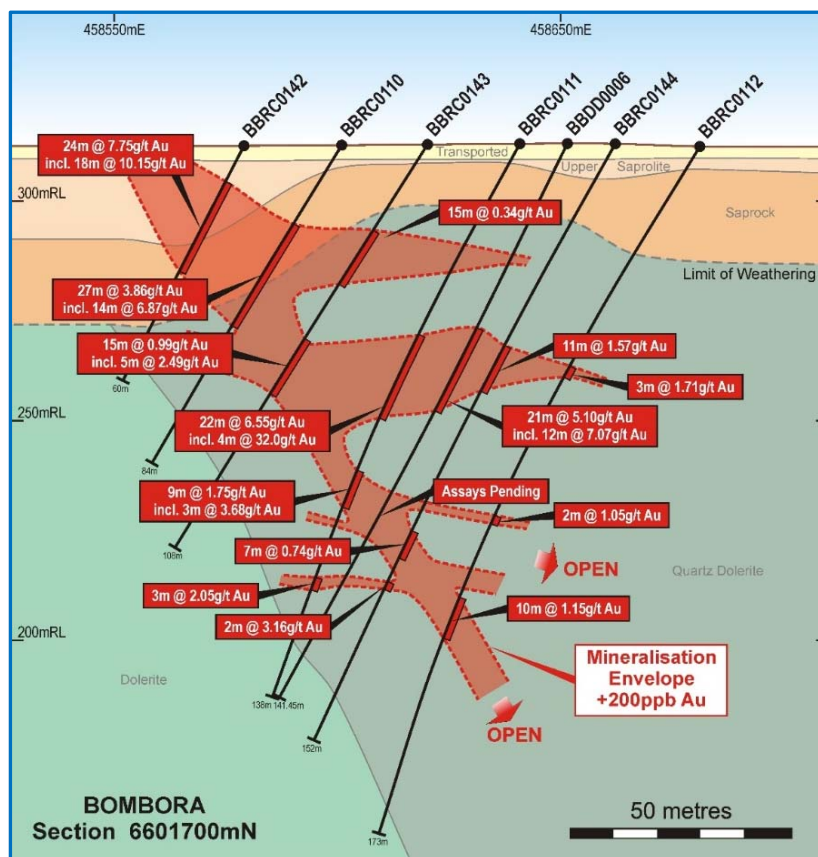 458550mE
458650mE
BBRC0142
BBRC0110
BBRC0143
BBRC0111
BBDD0006
BBRC0144
BBRC0112
24m @ 7.75g/t Au
incl. 18m @ 10.15g/t Au
Transported
Upper Saprolite
300mRL
Saprock
15m @ 0.34g/t Au
Limit of Weathering
27m @ 3.86g/t Au
incl. 14m @ 6.87g/t Au
15m @ 0.99g/t Au
incl. 5m @ 2.49g/t Au
11m @ 1.57g/t Au
3m @ 1.71g/t Au
60m
250mRL
22m @ 6.55g/t Au
incl. 4m @ 32.0g/t Au
21m @ 5.10g/t Au
incl. 12m @ 7.07g/t Au
84m
9m @ 1.75g/t Au
incl. 3m @ 3.68g/t Au
Assays Pending
2m @ 1.05g/t Au
108m
7m @ 0.74g/t Au
OPEN
Quartz Dolerite
3m @ 2.05g/t Au
2m @ 3.16g/t Au
10m @ 1.15g/t Au
200mRL
Mineralisation
Envelope
+200ppb Au
Dolerite
138m
141.45m
OPEN
152m
BOMBORA
Section 6601700mN
50 metres
173m